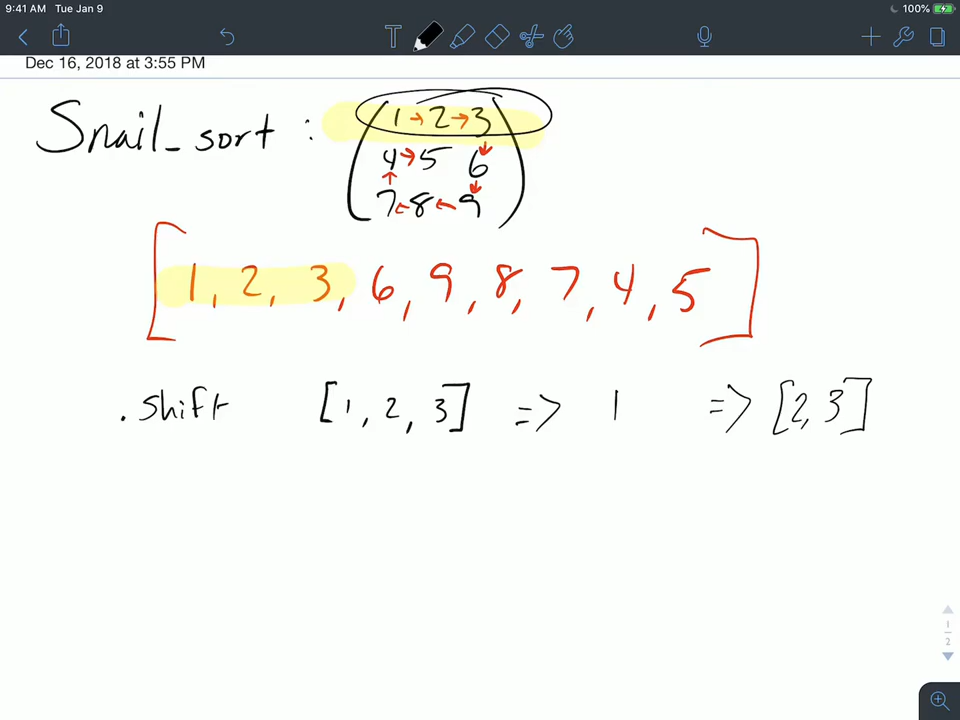 9:41 AM Tue Jan 9 100%
T
Dec 16, 2018 at 3:55 PM
Snail_sort : ( 1 → 2 → 3
4 → 5 6
7 ← 8 ← 9 )
[ 1, 2, 3, 6, 9, 8, 7, 4, 5 ]
.shift [1, 2, 3] => 1 => [2, 3]
1
2